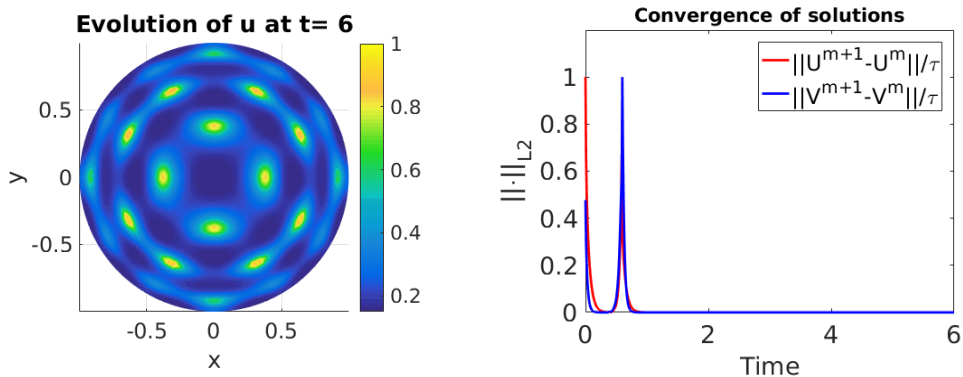 Evolution of u at t= 6
y
0.5
0
-0.5
-0.5
0
0.5
x
1
0.8
0.6
0.4
0.2
Convergence of solutions
||·||L2
1
0.8
0.6
0.4
0.2
0
0
2
4
6
Time
||U^m+1-U^m||/τ
||V^m+1-V^m||/τ